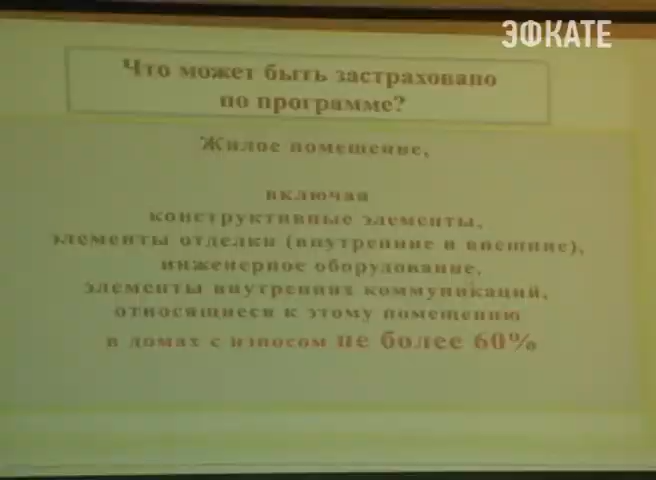 ЭФКАТЕ
Что может быть застраховано
по программе?
Жилое помещение,
включая
конструктивные элементы,
элементы отделки (внутренние и внешние),
инженерное оборудование,
элементы внутренних коммуникаций,
относящиеся к этому помещению
в домах с износом не более 60%